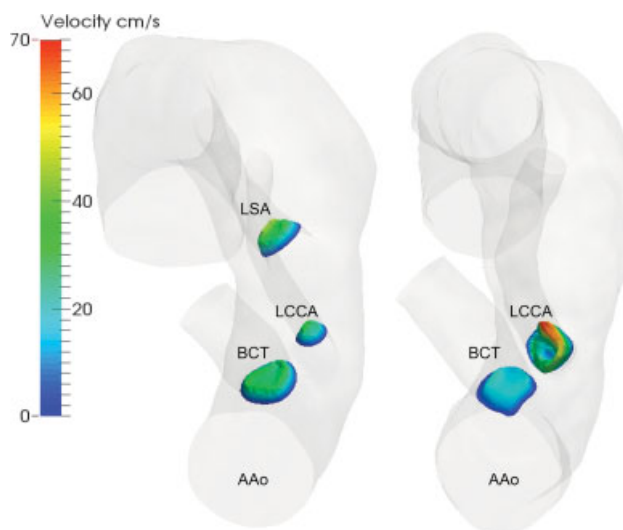 Velocity cm/s
70
60
40
20
0
LSA
LCCA
BCT
AAo
LCCA
BCT
AAo